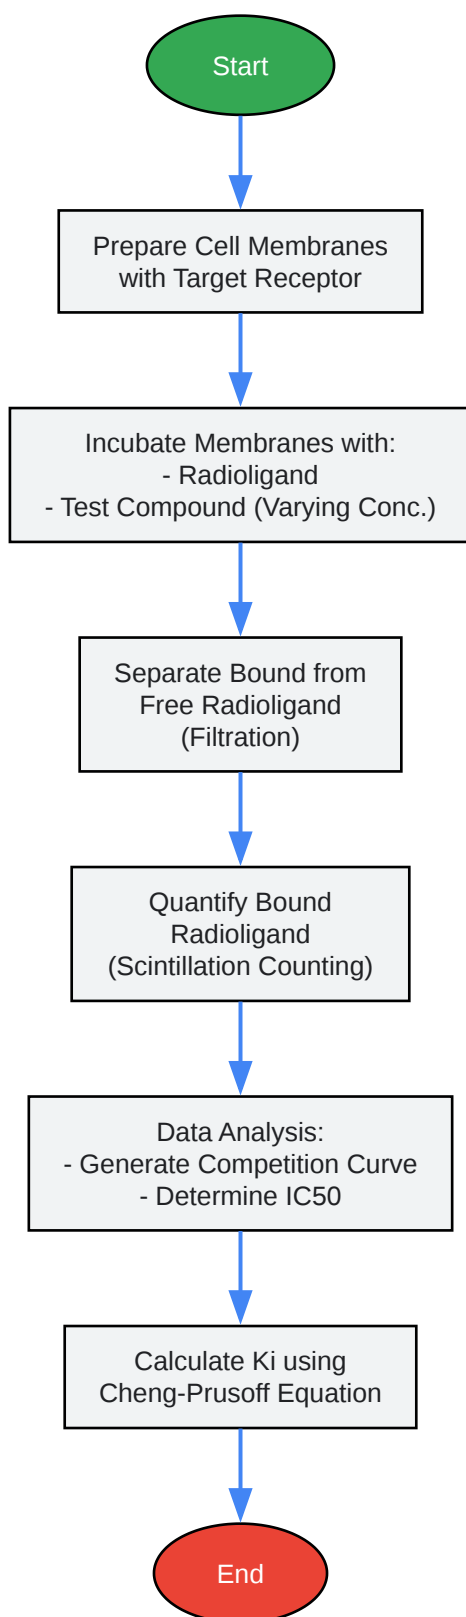 Start
Prepare Cell Membranes
with Target Receptor
Incubate Membranes with:
- Radioligand
- Test Compound (Varying Conc.)
Separate Bound from
Free Radioligand
(Filtration)
Quantify Bound
Radioligand
(Scintillation Counting)
Data Analysis:
- Generate Competition Curve
- Determine IC50
Calculate Ki using
Cheng-Prusoff Equation
End